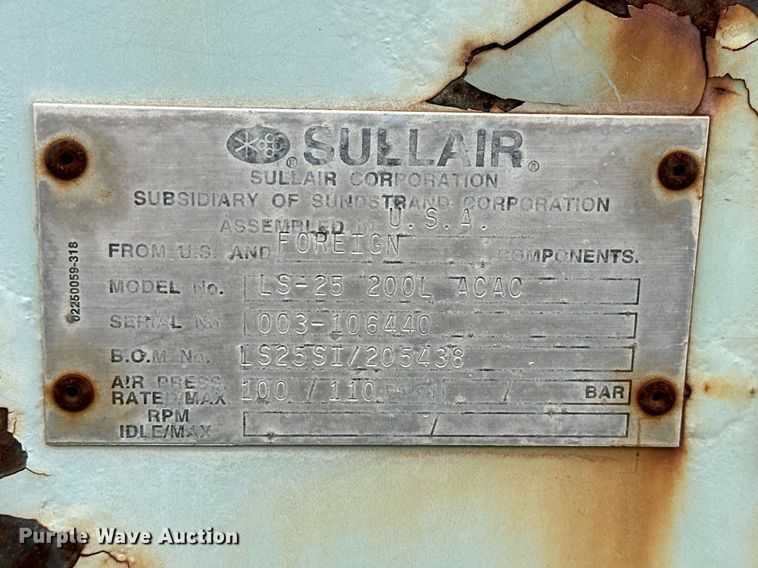 ® SULLAIR®
SULLAIR CORPORATION
SUBSIDIARY OF SUNDSTRAND CORPORATION
ASSEMBLED IN U.S.A.
FROM U.S. AND FOREIGN COMPONENTS.
MODEL No. LS-25 200L ACAC
SERIAL No. 003-106440
B.O.M No. LS25SI/205438
AIR PRESS. RATED/MAX 100 / 110 / BAR
RPM IDLE/MAX /
02250059-318
Purple Wave Auction